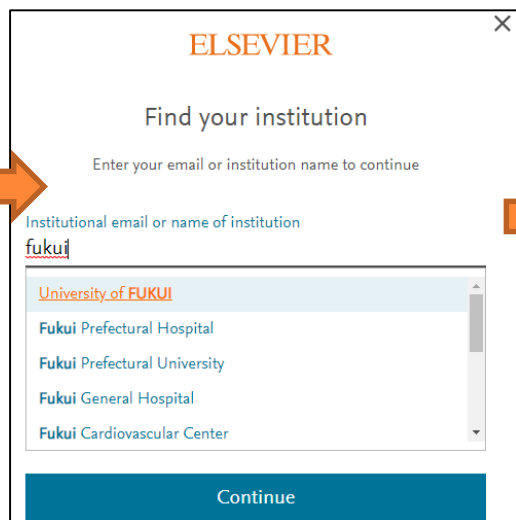 ELSEVIER
Find your institution
Enter your email or institution name to continue
Institutional email or name of institution
fukui
University of FUKUI
Fukui Prefectural Hospital
Fukui Prefectural University
Fukui General Hospital
Fukui Cardiovascular Center
Continue